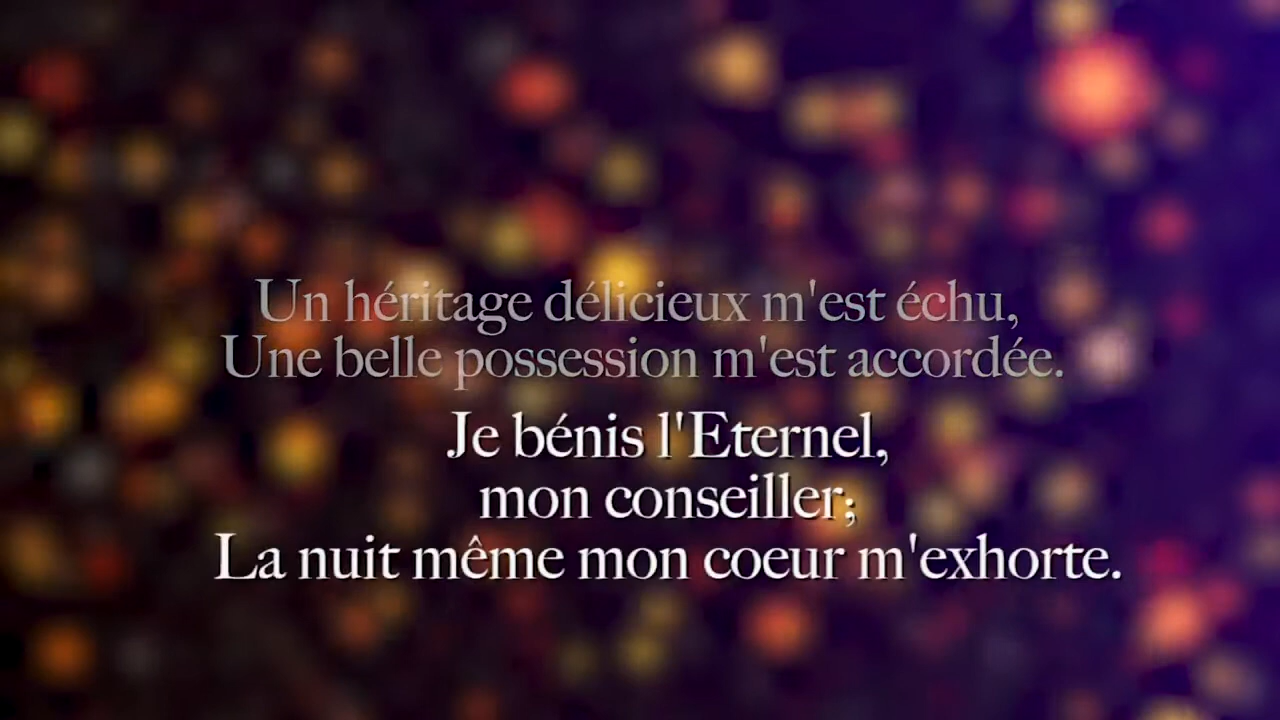 Un héritage délicieux m'est échu,
Une belle possession m'est accordée.
Je bénis l'Eternel,
mon conseiller;
La nuit même mon coeur m'exhorte.